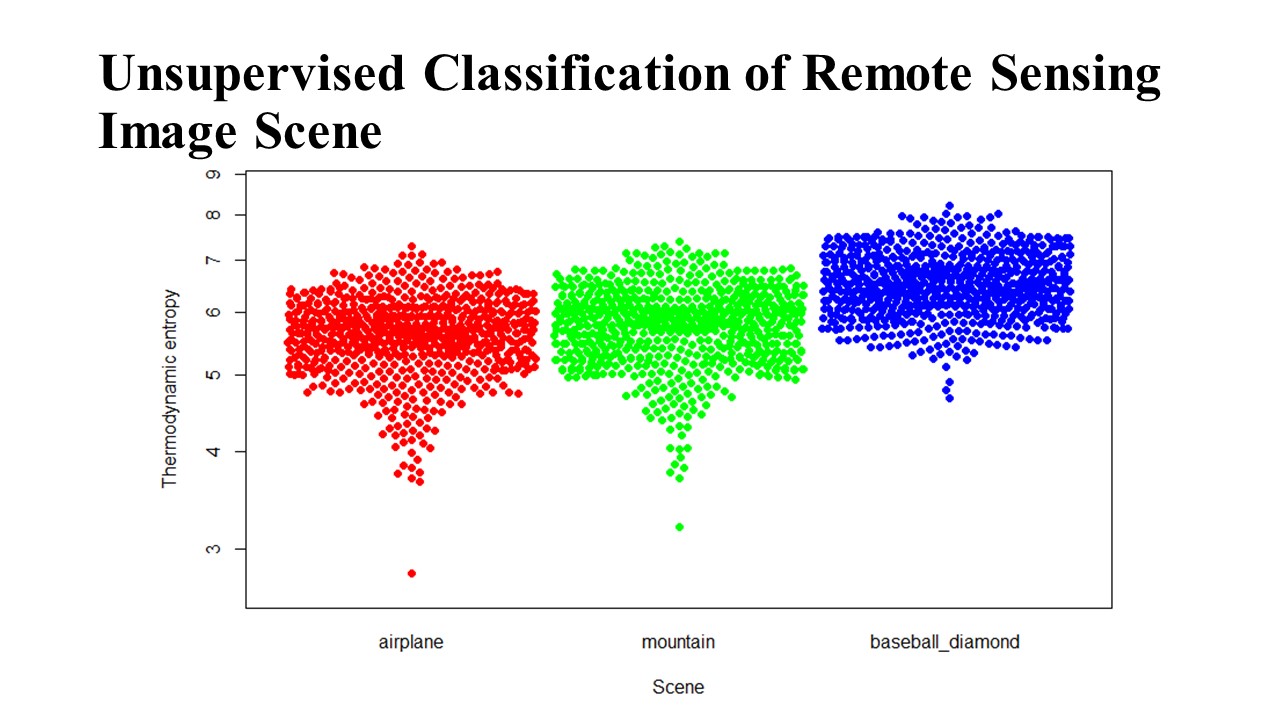 Unsupervised Classification of Remote Sensing
Image Scene
9
8
7
6
5
4
3
Thermodynamic entropy
airplane mountain baseball_diamond
Scene